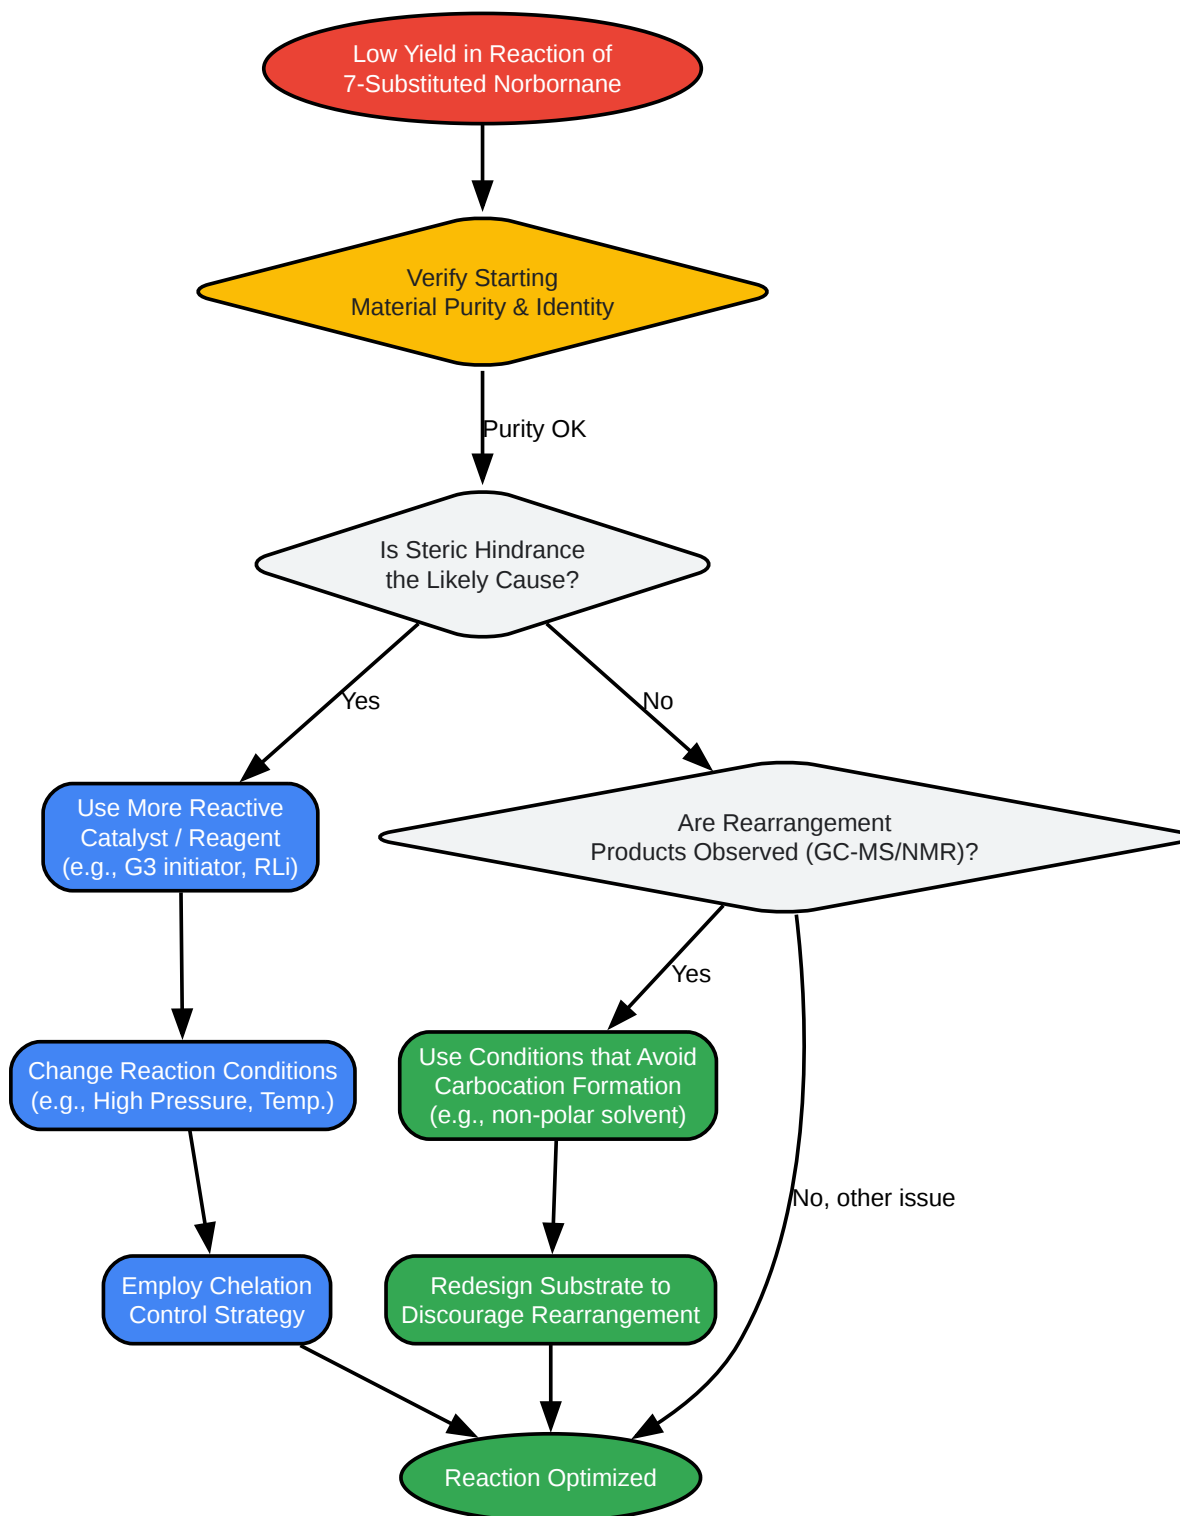 Low Yield in Reaction of
7-Substituted Norbornane
Verify Starting
Material Purity & Identity
Purity OK
Is Steric Hindrance
the Likely Cause?
Yes
No
Use More Reactive
Catalyst / Reagent
(e.g., G3 initiator, RLi)
Are Rearrangement
Products Observed (GC-MS/NMR)?
Yes
Change Reaction Conditions
(e.g., High Pressure, Temp.)
Use Conditions that Avoid
Carbocation Formation
(e.g., non-polar solvent)
No, other issue
Employ Chelation
Control Strategy
Redesign Substrate to
Discourage Rearrangement
Reaction Optimized